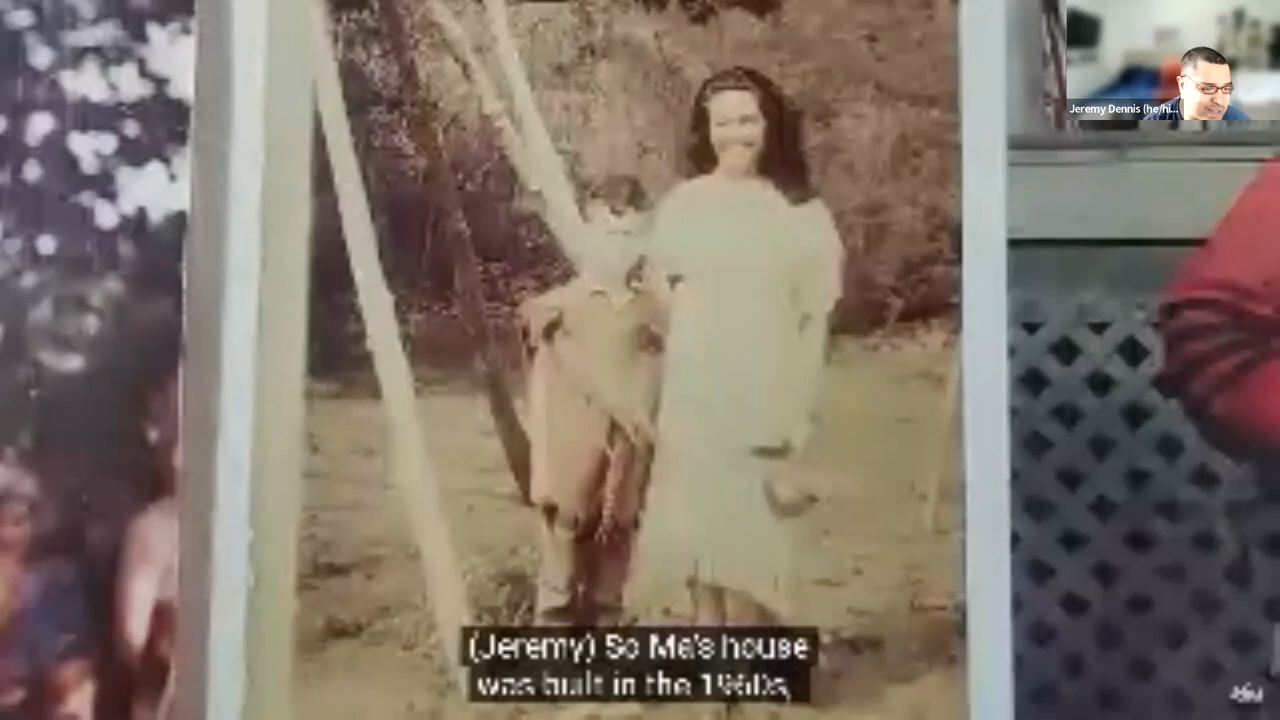 Jeremy Dennis (he/hi...
(Jeremy) So Ma's house
was built in the 1960s,